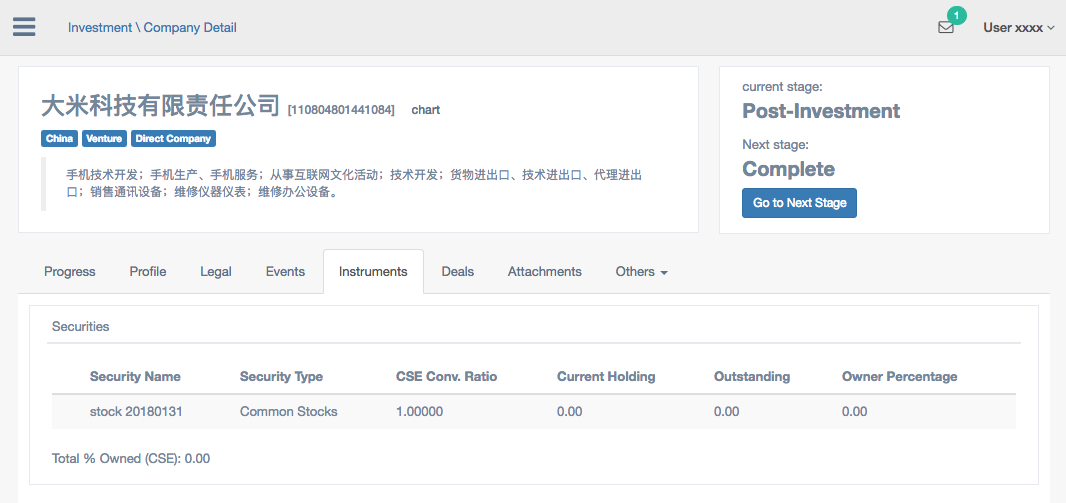 Investment \ Company Detail
1
User xxxx
大米科技有限责任公司 [110804801441084] chart
China Venture Direct Company
手机技术开发；手机生产、手机服务；从事互联网文化活动；技术开发；货物进出口、技术进出口、代理进出
口；销售通讯设备；维修仪器仪表；维修办公设备。
current stage:
Post-Investment
Next stage:
Complete
Go to Next Stage
Progress Profile Legal Events Instruments Deals Attachments Others
Securities
Security Name Security Type CSE Conv. Ratio Current Holding Outstanding Owner Percentage
stock 20180131 Common Stocks 1.00000 0.00 0.00 0.00
Total % Owned (CSE): 0.00